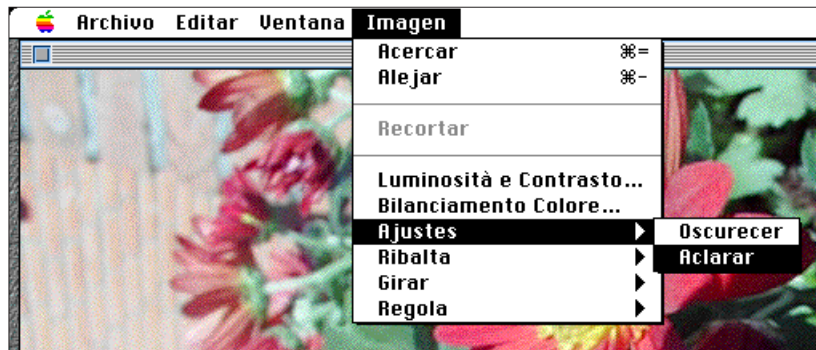 Archivo Editar Ventana Imagen
Acercar ⌘=
Alejar ⌘-
Recortar
Luminosità e Contrasto...
Bilanciamento Colore...
Ajustes Oscurecer
Ribalta Aclarar
Girar
Regola